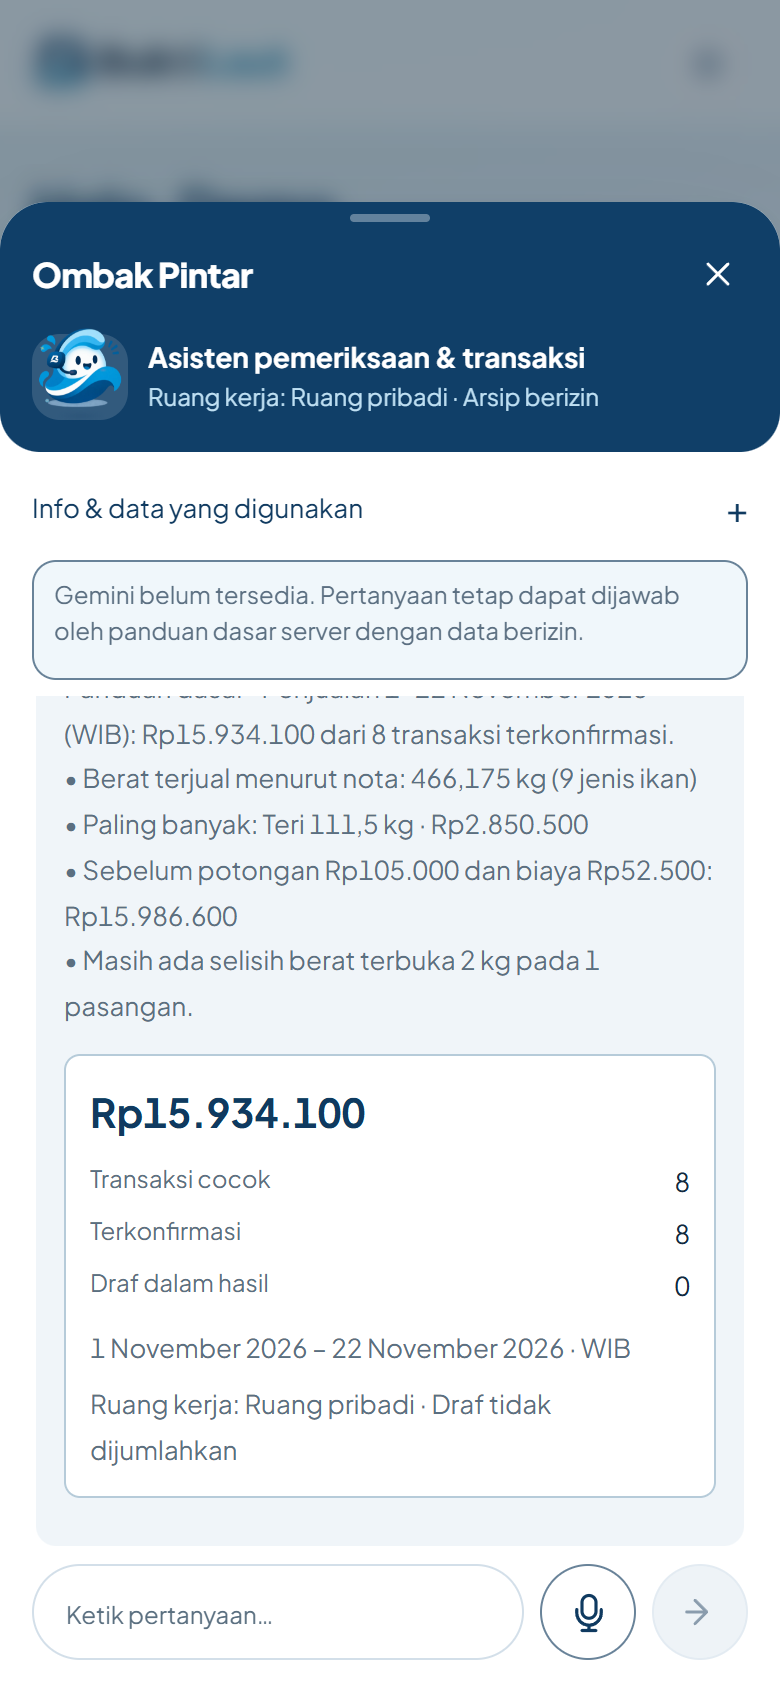 Ombak Pintar
Asisten pemeriksaan & transaksi
Ruang kerja: Ruang pribadi · Arsip berizin
Info & data yang digunakan
+
Gemini belum tersedia. Pertanyaan tetap dapat dijawab
oleh panduan dasar server dengan data berizin.
(WIB): Rp15.934.100 dari 8 transaksi terkonfirmasi.
• Berat terjual menurut nota: 466,175 kg (9 jenis ikan)
• Paling banyak: Teri 111,5 kg · Rp2.850.500
• Sebelum potongan Rp105.000 dan biaya Rp52.500:
Rp15.986.600
• Masih ada selisih berat terbuka 2 kg pada 1
pasangan.
Rp15.934.100
Transaksi cocok 8
Terkonfirmasi 8
Draf dalam hasil 0
1 November 2026 – 22 November 2026 · WIB
Ruang kerja: Ruang pribadi · Draf tidak
dijumlahkan
Ketik pertanyaan...